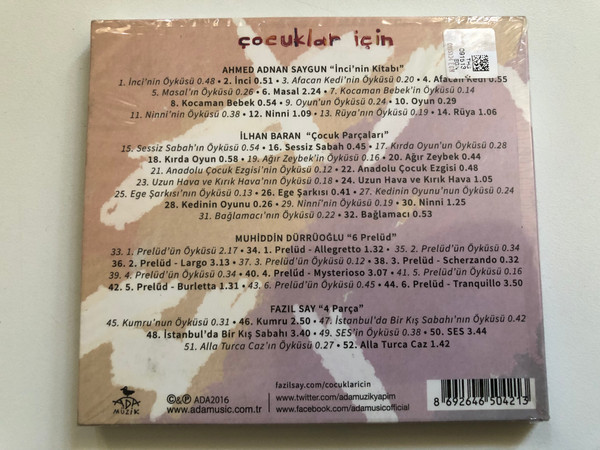 çocuklar için
AHMED ADNAN SAYGUN "İnci'nin Kitabı"
1. İnci'nin Öyküsü 0.48 • 2. İnci 0.51 • 3. Afacan Kedi'nin Öyküsü 0.20 • 4. Afacan Kedi 0.55
5. Masal'ın Öyküsü 0.26 • 6. Masal 2.24 • 7. Kocaman Bebek'in Öyküsü 0.14
8. Kocaman Bebek 0.54 • 9. Oyun'un Öyküsü 0.24 • 10. Oyun 0.29
11. Ninni'nin Öyküsü 0.38 • 12. Ninni 1.09 • 13. Rüya'nın Öyküsü 0.19 • 14. Rüya 1.06
İLHAN BARAN "Çocuk Parçaları"
15. Sessiz Sabah'ın Öyküsü 0.54 • 16. Sessiz Sabah 0.45 • 17. Kırda Oyun'un Öyküsü 0.28
18. Kırda Oyun 0.58 • 19. Ağır Zeybek'in Öyküsü 0.16 • 20. Ağır Zeybek 0.44
21. Anadolu Çocuk Ezgisi'nin Öyküsü 0.12 • 22. Anadolu Çocuk Ezgisi 0.48
23. Uzun Hava ve Kırık Hava'nın Öyküsü 0.18 • 24. Uzun Hava ve Kırık Hava 1.05
25. Ege Şarkısı'nın Öyküsü 0.13 • 26. Ege Şarkısı 0.41 • 27. Kedinin Oyunu'nun Öyküsü 0.24
28. Kedinin Oyunu 0.26 • 29. Ninni'nin Öyküsü 0.19 • 30. Ninni 1.25
31. Bağlamacı'nın Öyküsü 0.22 • 32. Bağlamacı 0.53
MUHİDDİN DÜRRÜOĞLU "6 Prelüd"
33. 1. Prelüd'ün Öyküsü 2.17 • 34. 1. Prelüd - Allegretto 1.32 • 35. 2. Prelüd'ün Öyküsü 0.34
36. 2. Prelüd - Largo 3.13 • 37. 3. Prelüd'ün Öyküsü 0.12 • 38. 3. Prelüd - Scherzando 0.32
39. 4. Prelüd'ün Öyküsü 0.34 • 40. 4. Prelüd - Mysterioso 3.07 • 41. 5. Prelüd'ün Öyküsü 0.16
42. 5. Prelüd - Burletta 1.31 • 43. 6. Prelüd'ün Öyküsü 0.45 • 44. 6. Prelüd - Tranquillo 3.50
FAZIL SAY "4 Parça"
45. Kumru'nun Öyküsü 0.31 • 46. Kumru 2.50 • 47. İstanbul'da Bir Kış Sabahı'nın Öyküsü 0.42
48. İstanbul'da Bir Kış Sabahı 3.40 • 49. SES'in Öyküsü 0.38 • 50. SES 3.44
51. Alla Turca Caz'ın Öyküsü 0.27 • 52. Alla Turca Caz 1.42
ADA MÜZİK
©&℗ ADA2016
www.adamusic.com.tr
fazilsay.com/cocuklaricin
www.twitter.com/adamuzikyapim
www.facebook.com/adamusicofficial
8 692646 504213